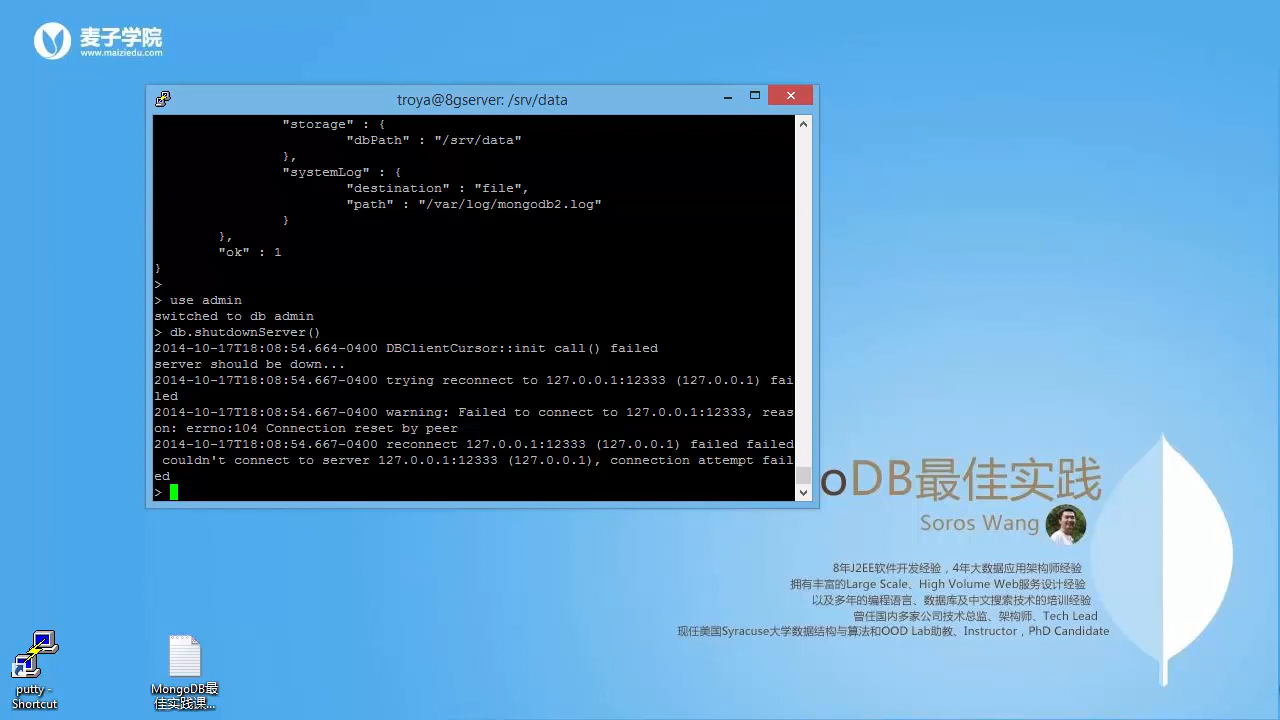 麦子学院
www.maiziedu.com
troya@8gserver: /srv/data
"storage" : {
"dbPath" : "/srv/data"
},
"systemLog" : {
"destination" : "file",
"path" : "/var/log/mongodb2.log"
}
},
"ok" : 1
}
>
> use admin
switched to db admin
> db.shutdownServer()
2014-10-17T18:08:54.664-0400 DBClientCursor::init call() failed
server should be down...
2014-10-17T18:08:54.667-0400 trying reconnect to 127.0.0.1:12333 (127.0.0.1) fai
led
2014-10-17T18:08:54.667-0400 warning: Failed to connect to 127.0.0.1:12333, reas
on: errno:104 Connection reset by peer
2014-10-17T18:08:54.667-0400 reconnect 127.0.0.1:12333 (127.0.0.1) failed failed
couldn't connect to server 127.0.0.1:12333 (127.0.0.1), connection attempt fail
ed
>
oDB最佳实践
Soros Wang
8年J2EE软件开发经验，4年大数据应用架构师经验
拥有丰富的Large Scale、High Volume Web服务设计经验
以及多年的编程语言、数据库及中文搜索技术的培训经验
曾任国内多家公司技术总监、架构师、Tech Lead
现任美国Syracuse大学数据结构与算法和OOD Lab助教、Instructor，PhD Candidate
putty -
Shortcut
MongoDB最
佳实践课...